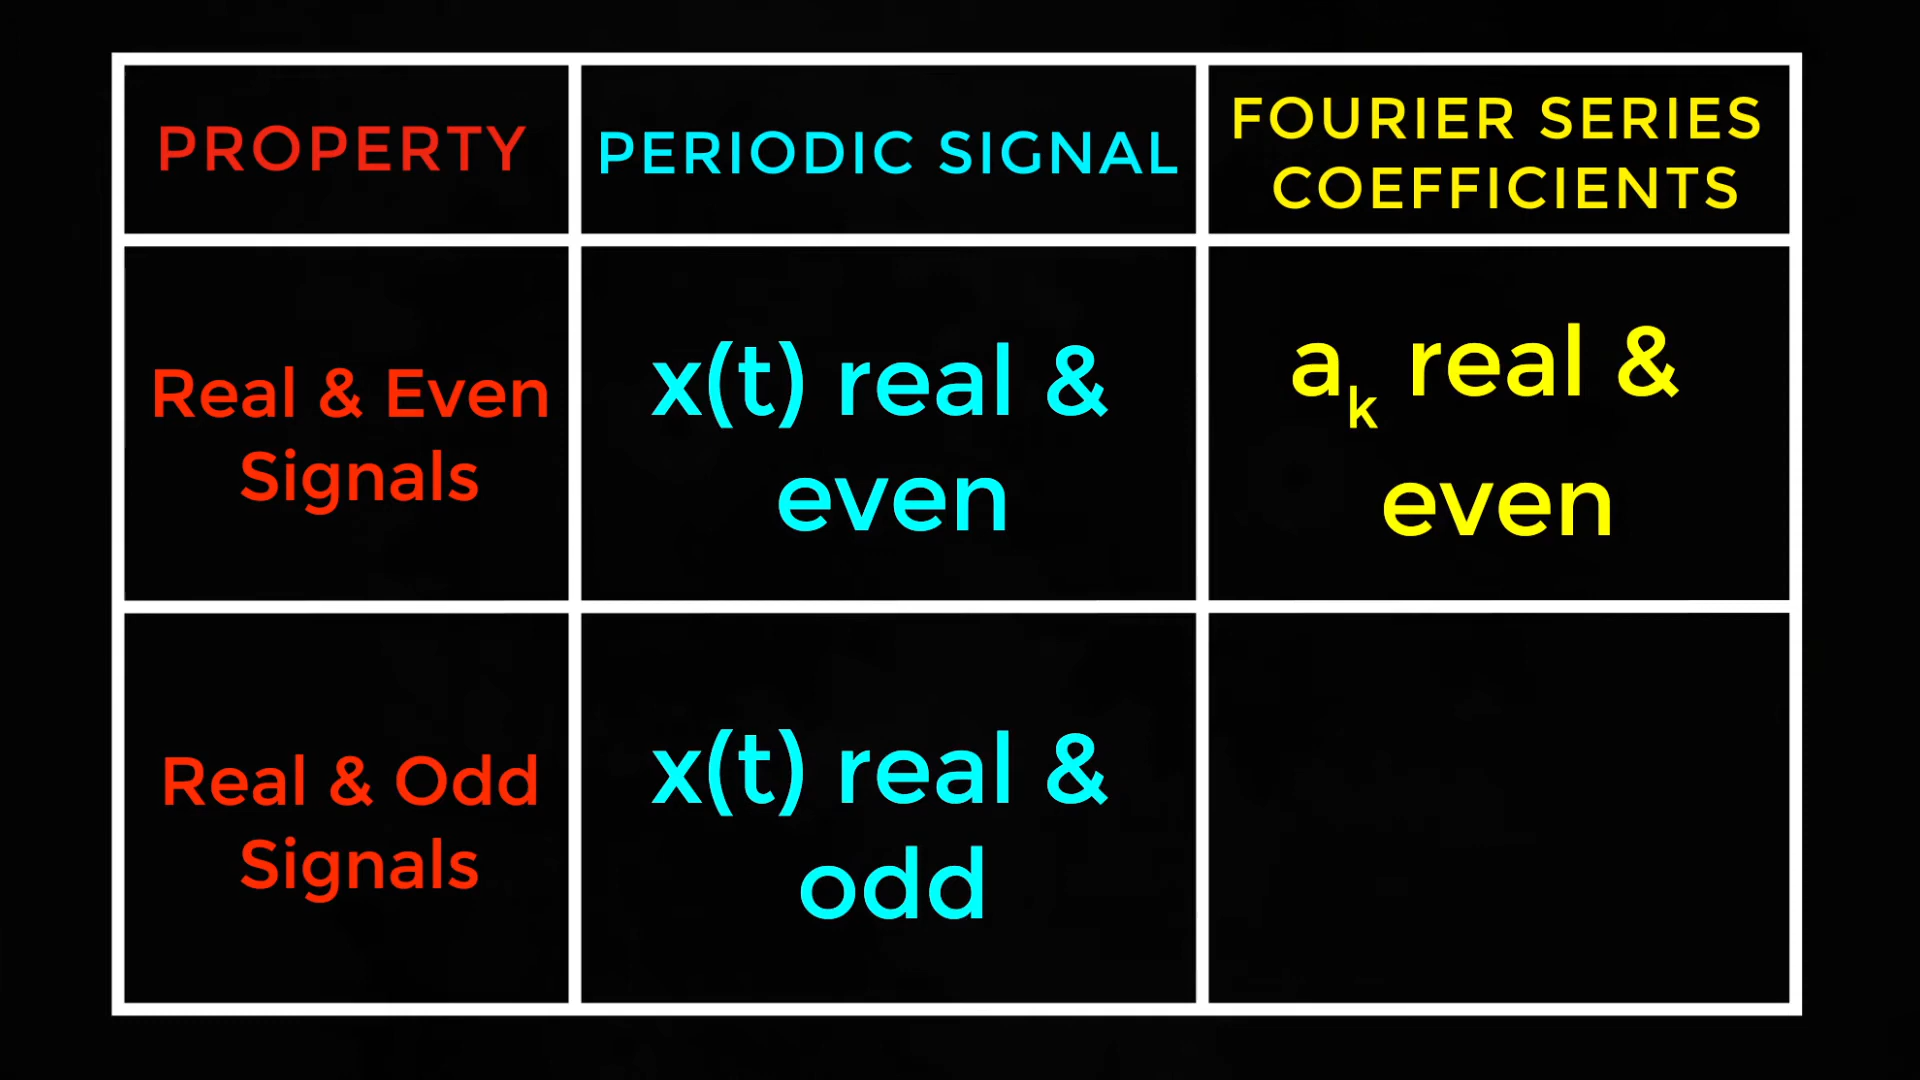 PROPERTY
PERIODIC SIGNAL
FOURIER SERIES
COEFFICIENTS
Real & Even
Signals
x(t) real &
even
aₖ real &
even
Real & Odd
Signals
x(t) real &
odd